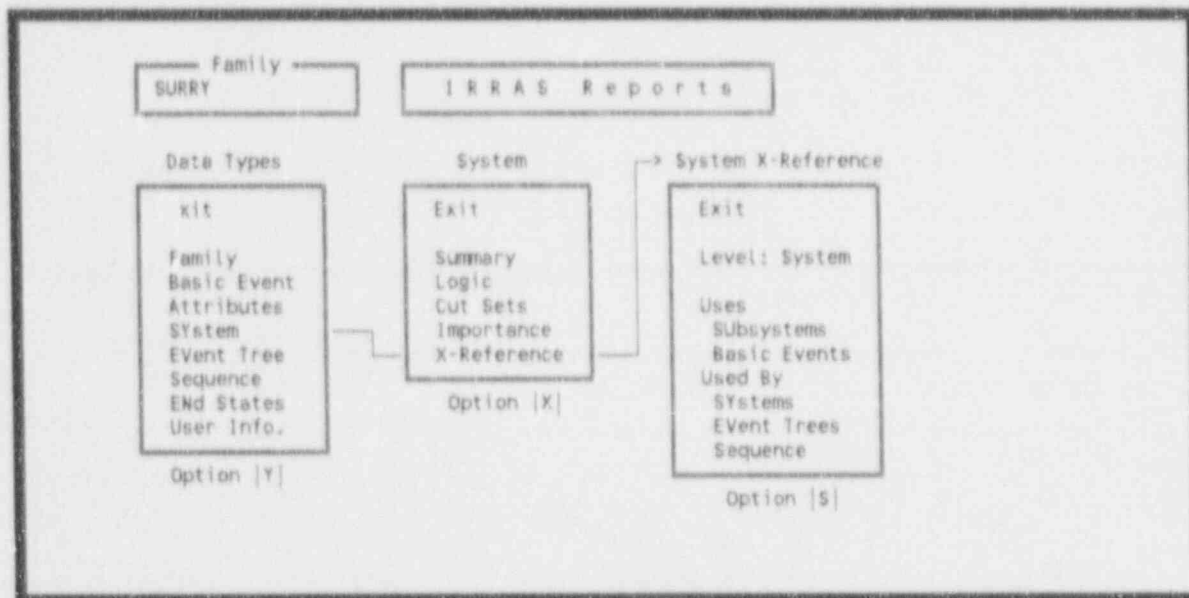 Family
SURRY
I R R A S   R e p o r t s
Data Types
xit
Family
Basic Event
Attributes
SYstem
EVent Tree
Sequence
ENd States
User Info.
Option |Y|
System
Exit
Summary
Logic
Cut Sets
Importance
X-Reference
Option |X|
System X-Reference
Exit
Level: System
Uses
SUbsystems
Basic Events
Used By
SYstems
EVent Trees
Sequence
Option |S|